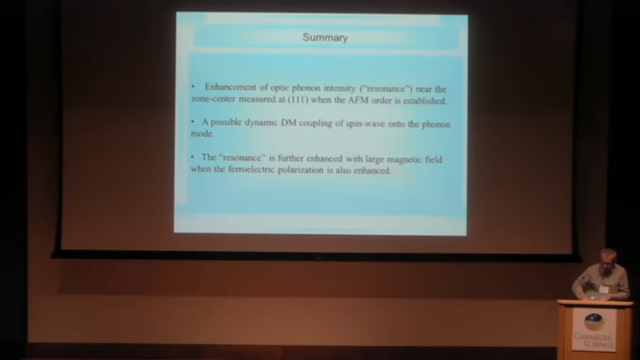 Summary
• Enhancement of optic phonon intensity ("resonance") near the
zone-center measured at (111) when the AFM order is established.
• A possible dynamic DM coupling of spin-wave onto the phonon
mode.
• The "resonance" is further enhanced with large magnetic field
when the ferroelectric polarization is also enhanced.
CARNEGIE
SCIENCE